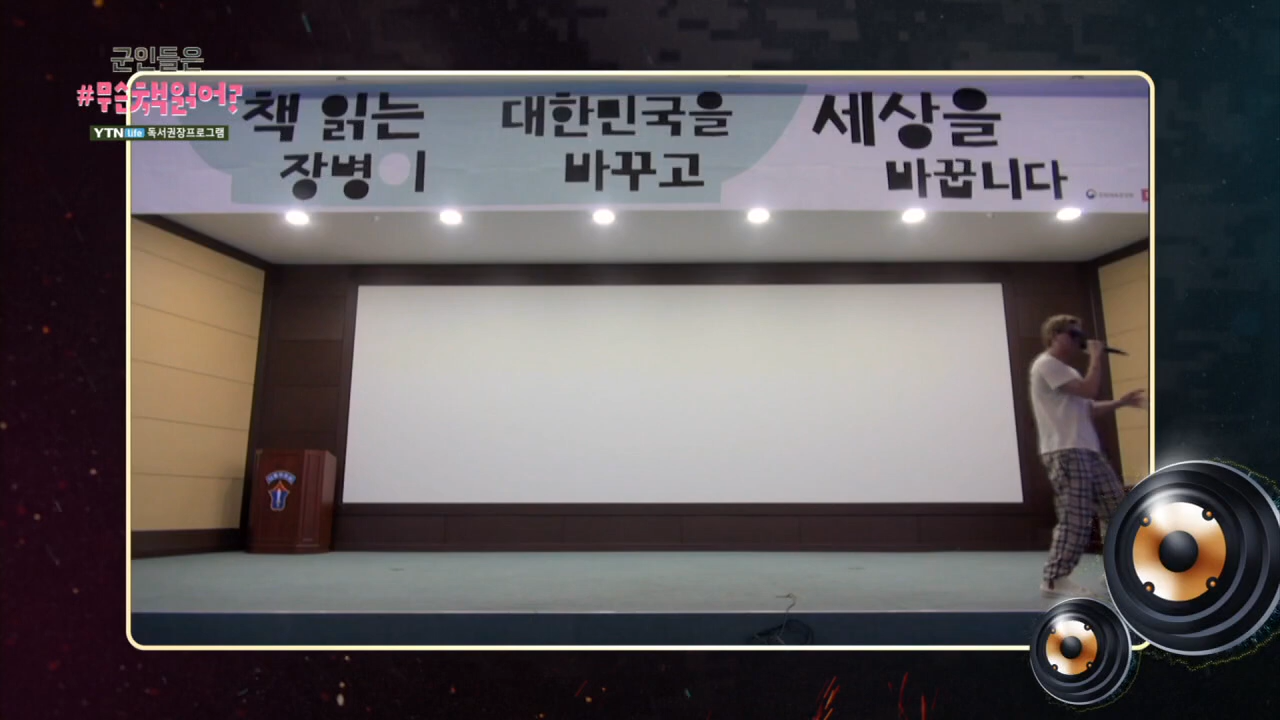 군인들은
#무슨책읽어?
YTN life 독서권장프로그램
책 읽는 대한민국을 세상을
장병이 바꾸고 바꿉니다